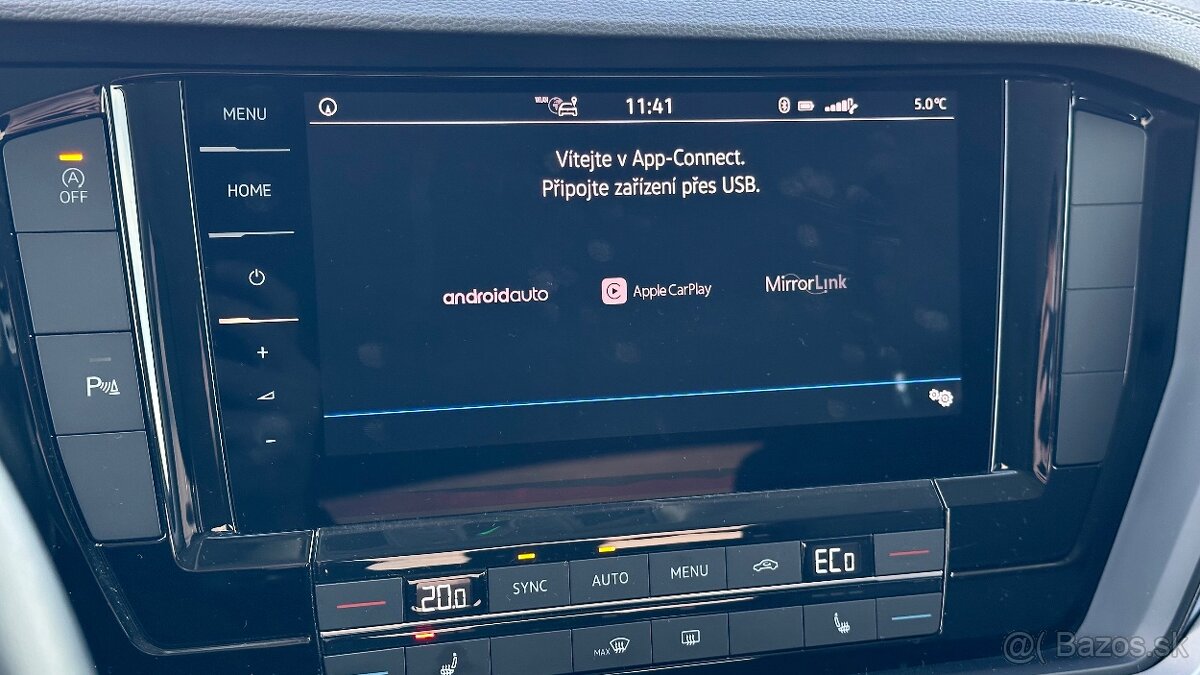 MENU
HOME
OFF
WLAN
11:41
5.0°C
Vítejte v App-Connect.
Připojte zařízení přes USB.
androidauto
Apple CarPlay
MirrorLink
+
-
P
20.0
SYNC
AUTO
MENU
ECO
MAX
@( Bazos.sk